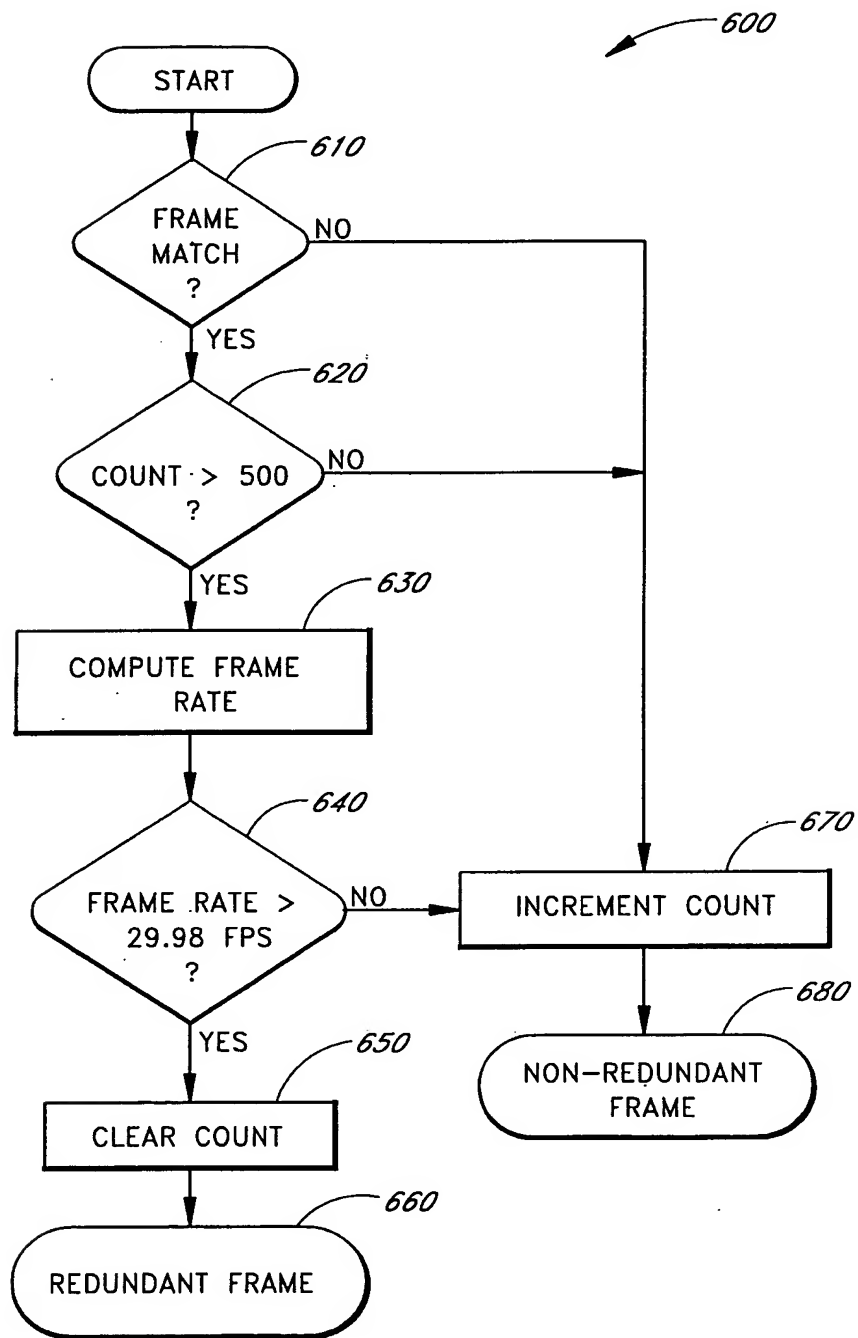 600
START
610
FRAME
MATCH
?
NO
YES
620
COUNT > 500
?
NO
YES
630
COMPUTE FRAME
RATE
640
FRAME RATE >
29.98 FPS
?
NO
YES
670
INCREMENT COUNT
680
NON-REDUNDANT
FRAME
650
CLEAR COUNT
660
REDUNDANT FRAME